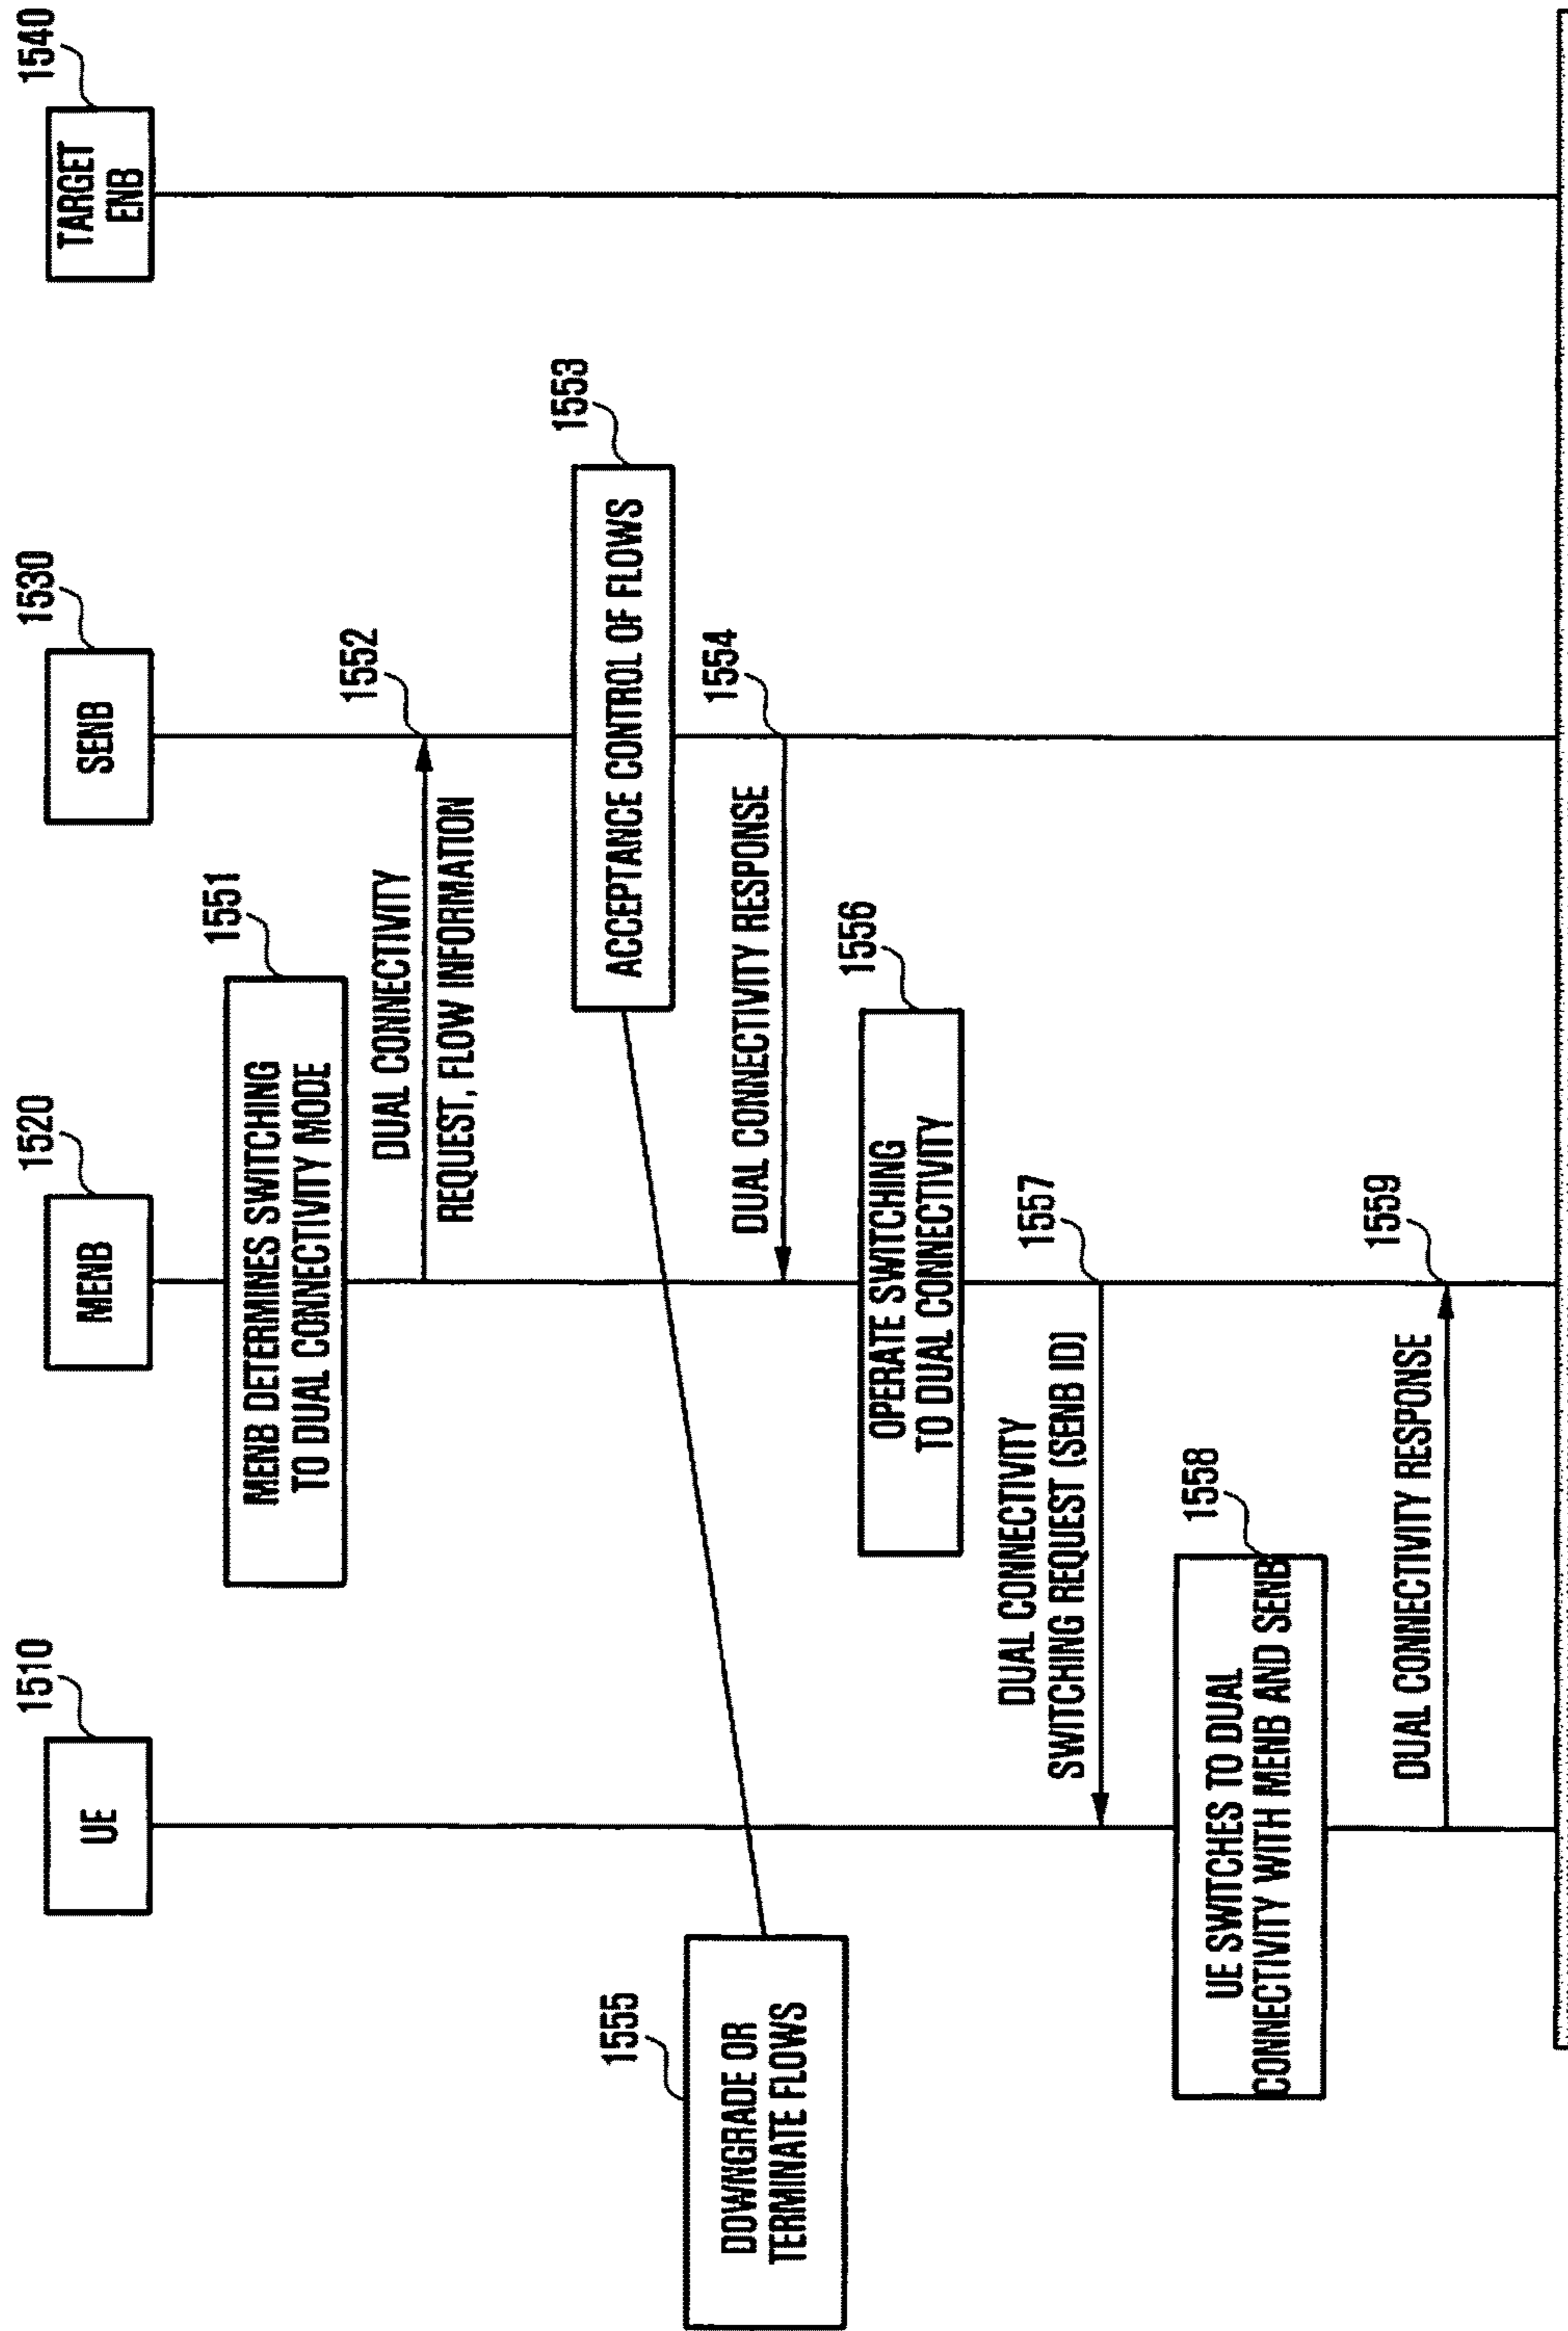 1510
UE
1520
MENB
1530
SENB
1540
TARGET
ENB
1551
MENB DETERMINES SWITCHING
TO DUAL CONNECTIVITY MODE
1552
DUAL CONNECTIVITY
REQUEST, FLOW INFORMATION
1553
ACCEPTANCE CONTROL OF FLOWS
1555
DOWNGRADE OR
TERMINATE FLOWS
1554
DUAL CONNECTIVITY RESPONSE
1556
OPERATE SWITCHING
TO DUAL CONNECTIVITY
1557
DUAL CONNECTIVITY
SWITCHING REQUEST (SENB ID)
1558
UE SWITCHES TO DUAL
CONNECTIVITY WITH MENB AND SENB
1559
DUAL CONNECTIVITY RESPONSE